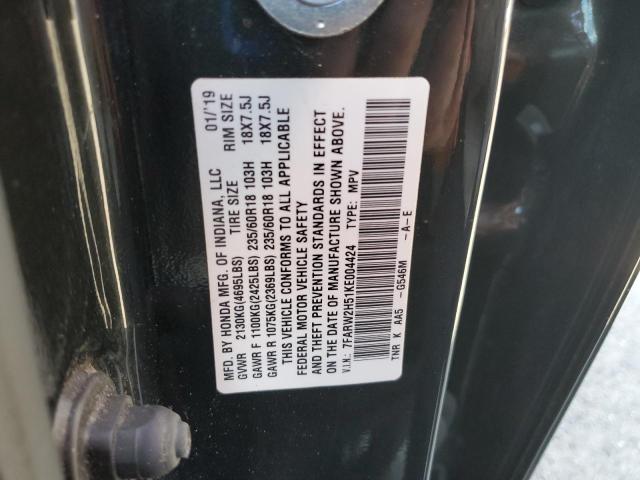 MFD. BY HONDA MFG. OF INDIANA, LLC 01/'19
GVWR 2130KG(4695LBS) TIRE SIZE RIM SIZE
GAWR F 1100KG(2425LBS) 235/60R18 103H 18X7.5J
GAWR R 1075KG(2369LBS) 235/60R18 103H 18X7.5J
THIS VEHICLE CONFORMS TO ALL APPLICABLE
FEDERAL MOTOR VEHICLE SAFETY
AND THEFT PREVENTION STANDARDS IN EFFECT
ON THE DATE OF MANUFACTURE SHOWN ABOVE.
V.I.N.: 7FARW2H51KE004424 TYPE: MPV
TNR K AA5 -G546M -A-E